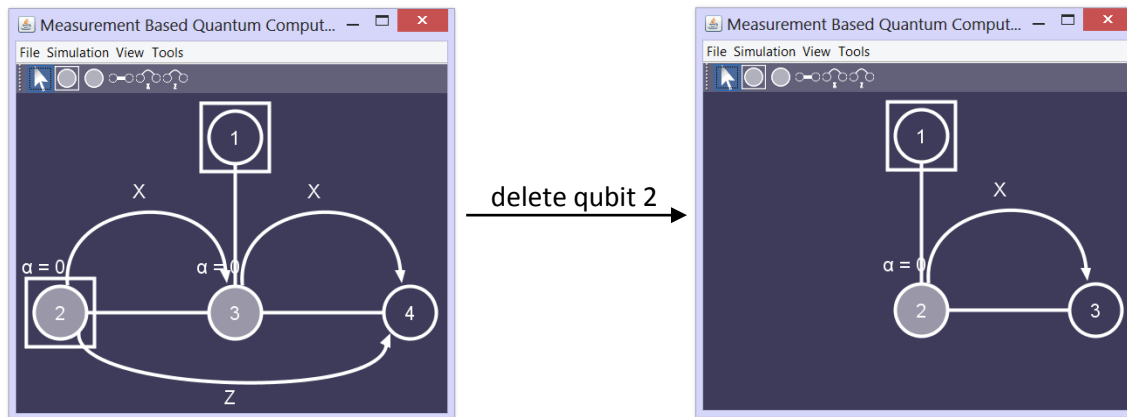 Measurement Based Quantum Comput...
File Simulation View Tools
1
X
X
α = 0
α = 0
2
3
4
Z
delete qubit 2
Measurement Based Quantum Comput...
File Simulation View Tools
1
X
α = 0
2
3